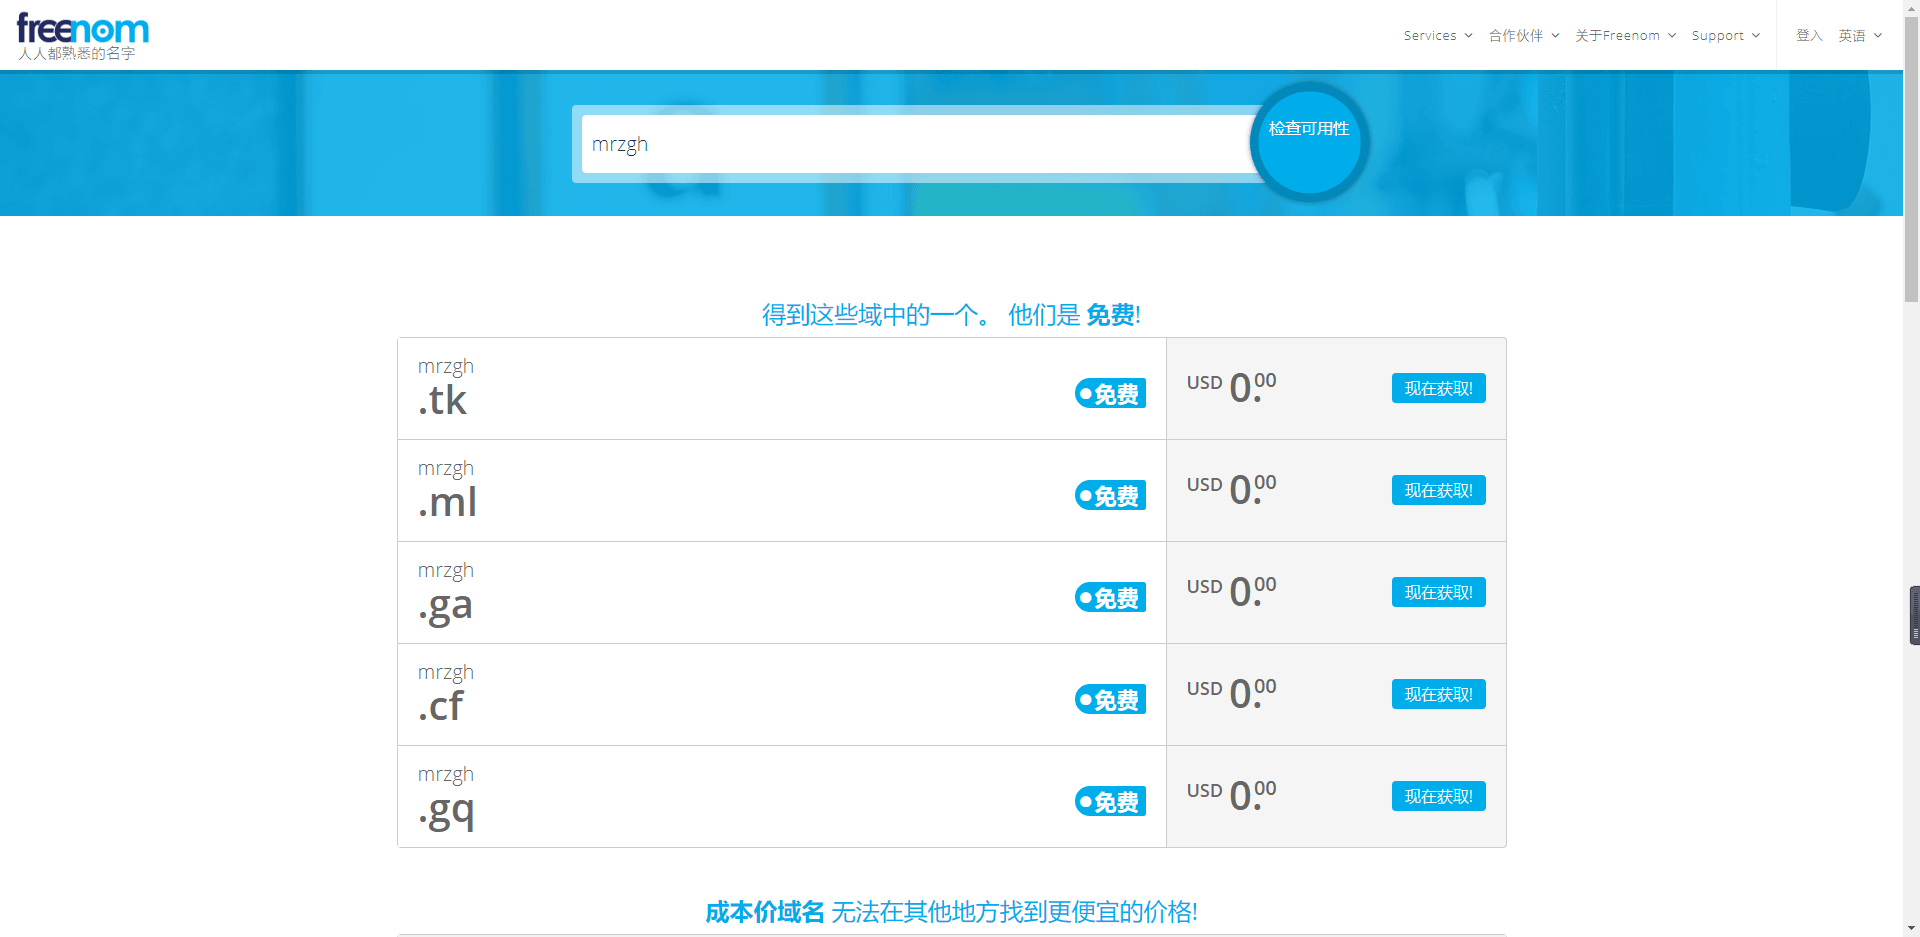 freenom
人人都熟悉的名字
Services 合作伙伴 关于Freenom Support 登入 英语
mrzgh
检查可用性
得到这些域中的一个。 他们是 免费!
mrzgh
.tk
免费
USD 0.00
现在获取!
mrzgh
.ml
免费
USD 0.00
现在获取!
mrzgh
.ga
免费
USD 0.00
现在获取!
mrzgh
.cf
免费
USD 0.00
现在获取!
mrzgh
.gq
免费
USD 0.00
现在获取!
成本价域名 无法在其他地方找到更便宜的价格!